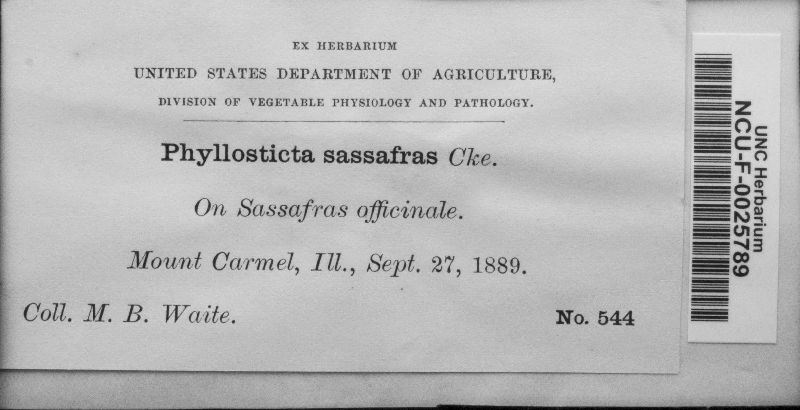 EX HERBARIUM
UNITED STATES DEPARTMENT OF AGRICULTURE,
DIVISION OF VEGETABLE PHYSIOLOGY AND PATHOLOGY.
Phyllosticta sassafras Cke.
On Sassafras officinale.
Mount Carmel, Ill., Sept. 27, 1889.
Coll. M. B. Waite.
No. 544
UNC Herbarium
NCU-F-0025789